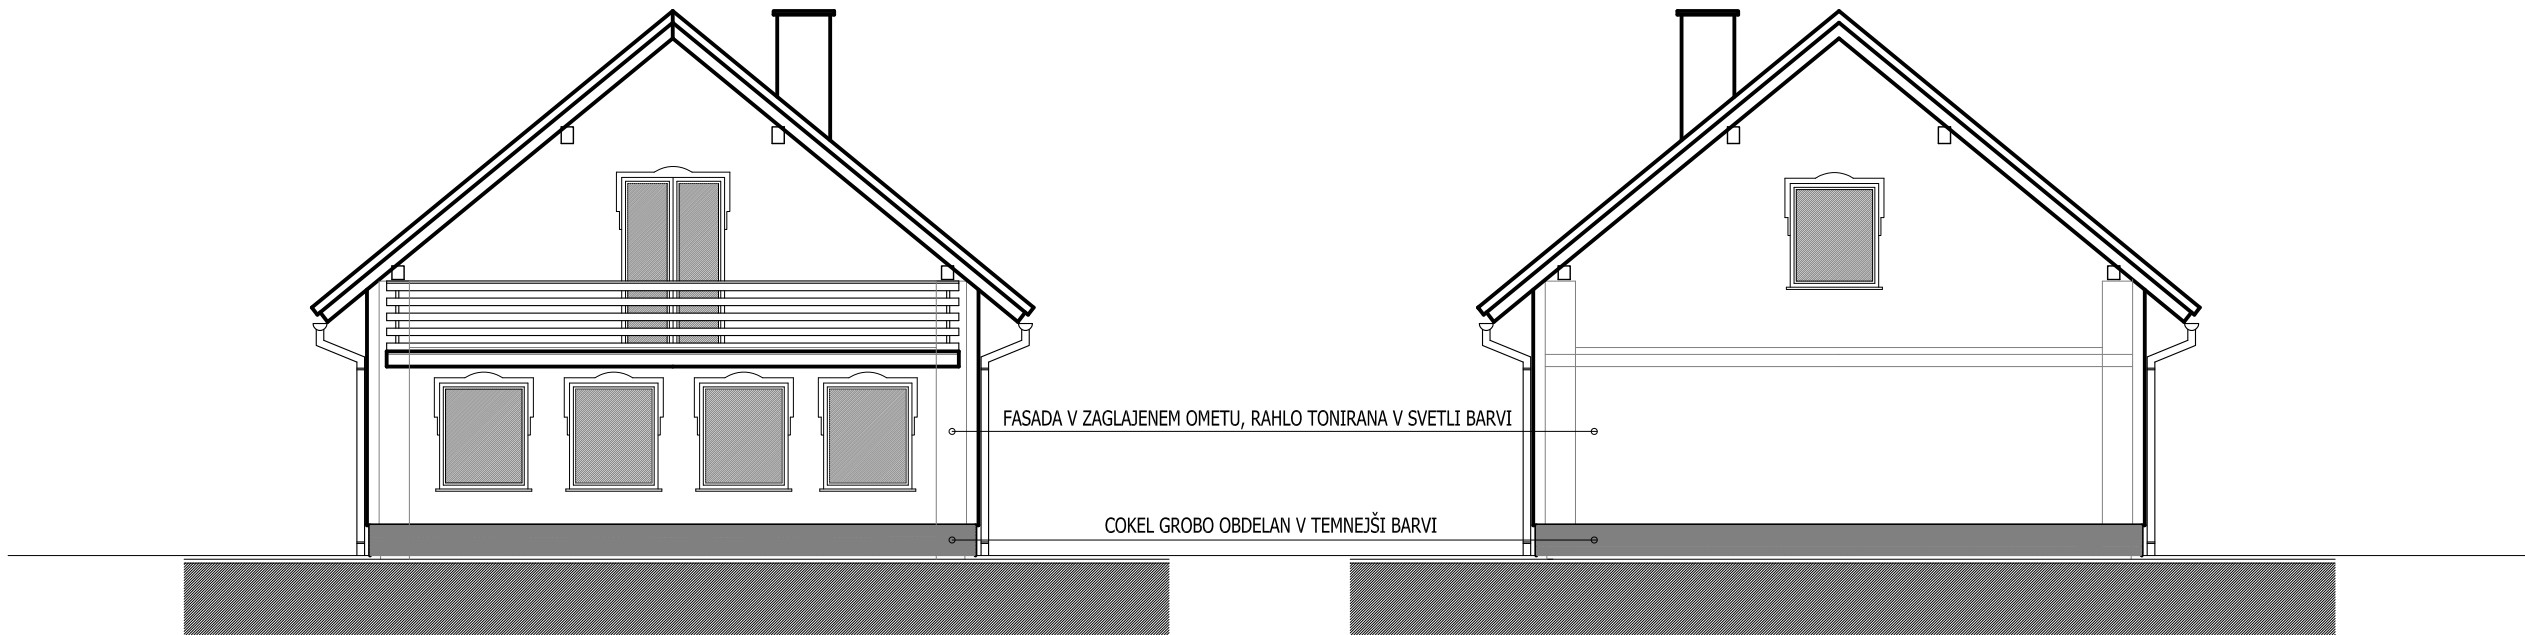 FASADA V ZAGLAJENEM OMETU, RAHLO TONIRANA V SVETLI BARVI
COKEL GROBO OBDELAN V TEMNEJŠI BARVI